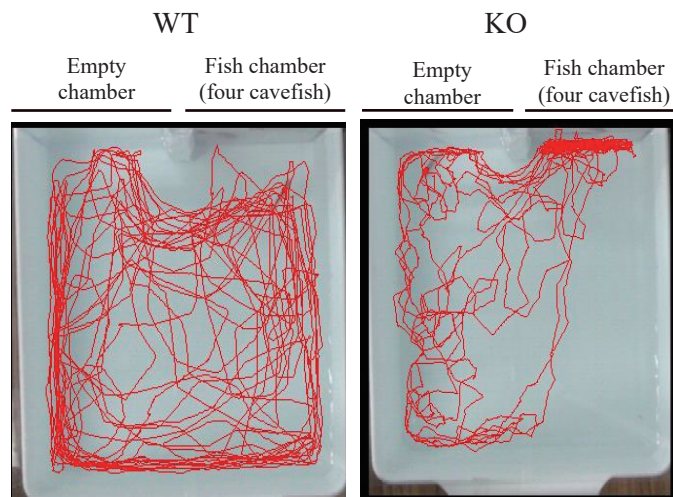 WT
KO
Empty
chamber
Fish chamber
(four cavefish)
Empty
chamber
Fish chamber
(four cavefish)